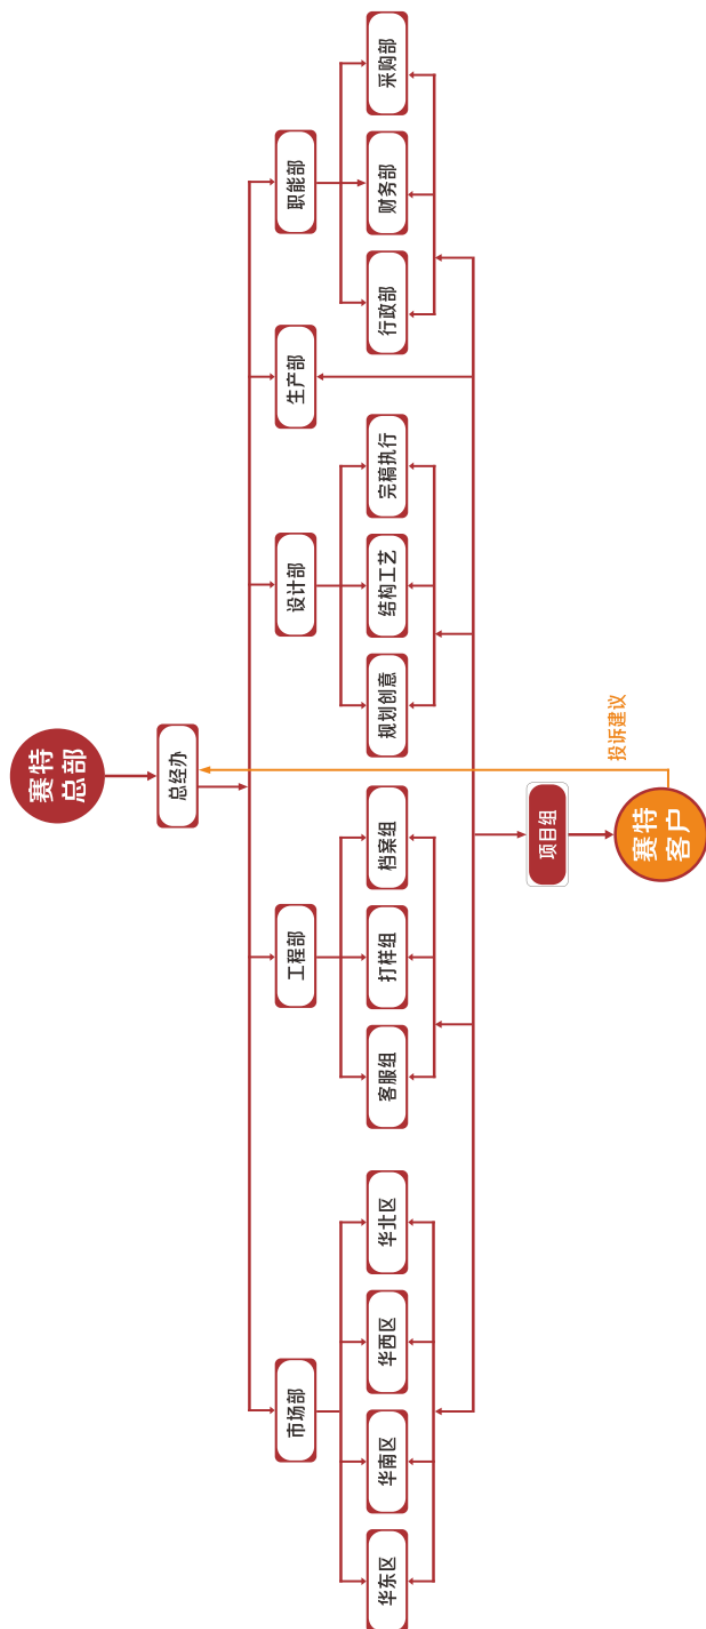 赛特
总部
总经办
市场部
工程部
设计部
生产部
职能部
华东区
华南区
华西区
华北区
客服组
打样组
档案组
规划创意
结构工艺
完稿执行
行政部
财务部
采购部
项目组
投诉建议
赛特
客户